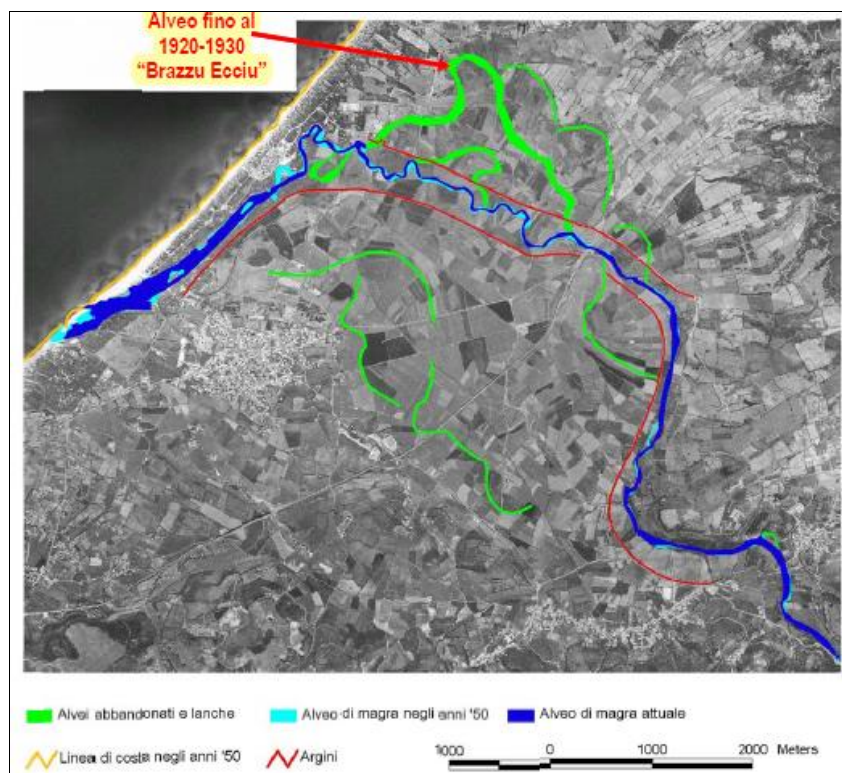 Alveo fino al
1920-1930
“Brazzu Ecciu”
Alvei abbandonati e lanche
Alveo di magra negli anni '50
Alveo di magra attuale
Linea di costa negli anni '50
Argini
1000 0 1000 2000 Meters